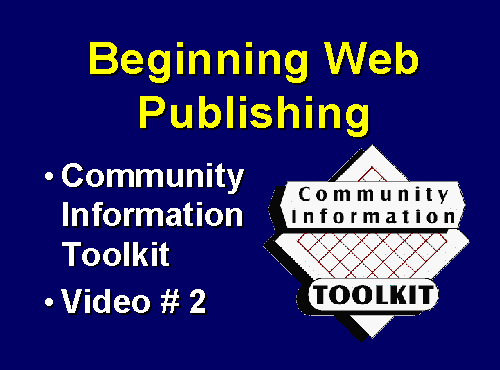 Beginning Web
Publishing
• Community
Information
Toolkit
• Video # 2
Community
Information
TOOLKIT